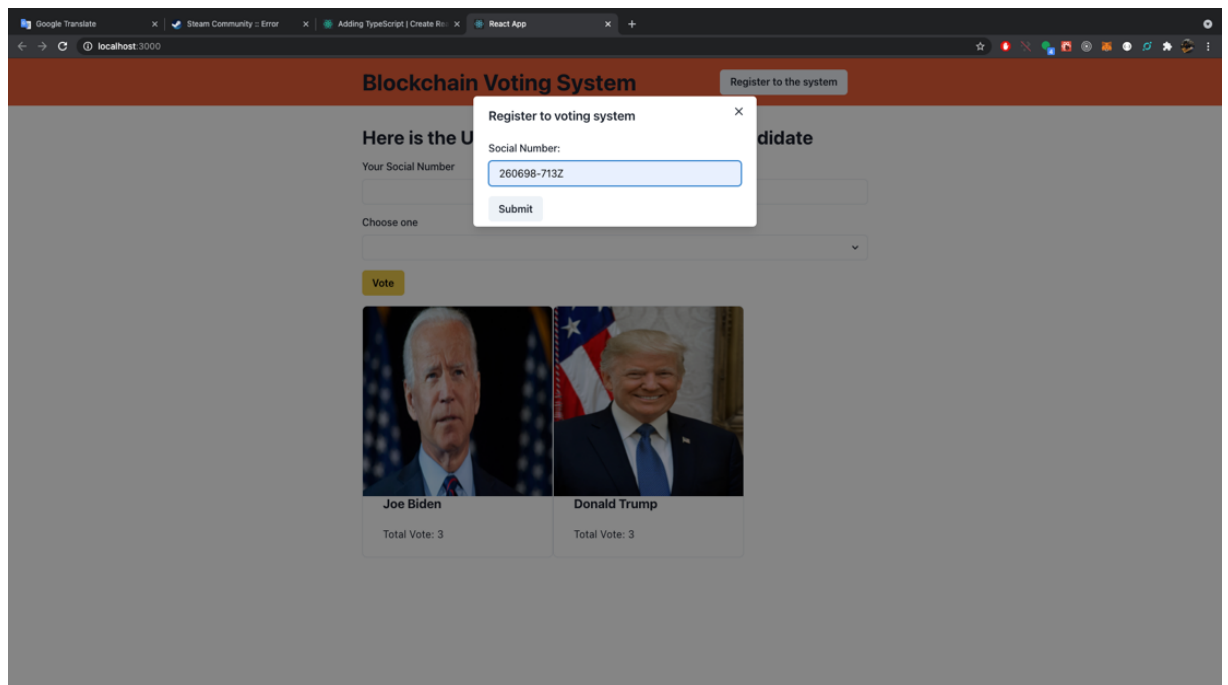 Google Translate
Steam Community :: Error
Adding TypeScript | Create Rea
React App
localhost:3000
Blockchain Voting System
Register to the system
Register to voting system
Here is the U
didate
Social Number:
Your Social Number
260698-713Z
Submit
Choose one
Vote
Joe Biden
Donald Trump
Total Vote: 3
Total Vote: 3